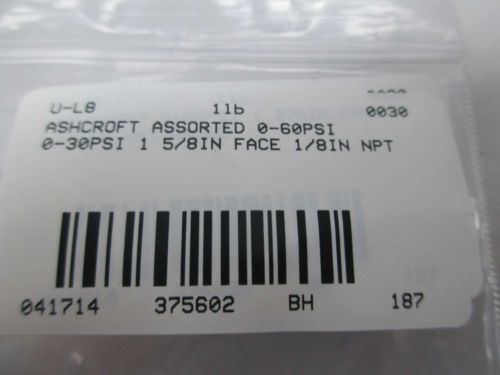 U-L8 11b 0030
ASHCROFT ASSORTED 0-60PSI
0-30PSI 1 5/8IN FACE 1/8IN NPT
041714 375602 BH 187